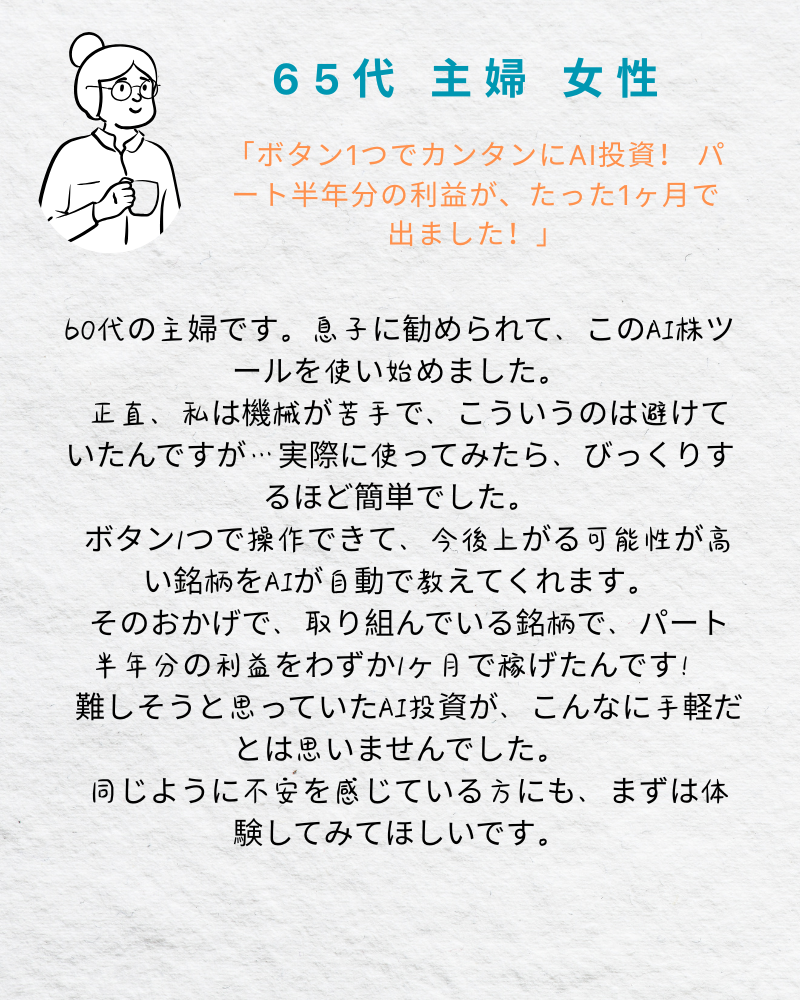 65代 主婦 女性
「ボタン1つでカンタンにAI投資！ パ
ート半年分の利益が、たった1ヶ月で
出ました！」
60代の主婦です。息子に勧められて、このAI株ツ
ールを使い始めました。
正直、私は機械が苦手で、こういうのは避けて
いたんですが…実際に使ってみたら、びっくりす
るほど簡単でした。
ボタン1つで操作できて、今後上がる可能性が高
い銘柄をAIが自動で教えてくれます。
そのおかげで、取り組んでいる銘柄で、パート
半年分の利益をわずか1ヶ月で稼げたんです！
難しそうと思っていたAI投資が、こんなに手軽だ
とは思いませんでした。
同じように不安を感じている方にも、まずは体
験してみてほしいです。